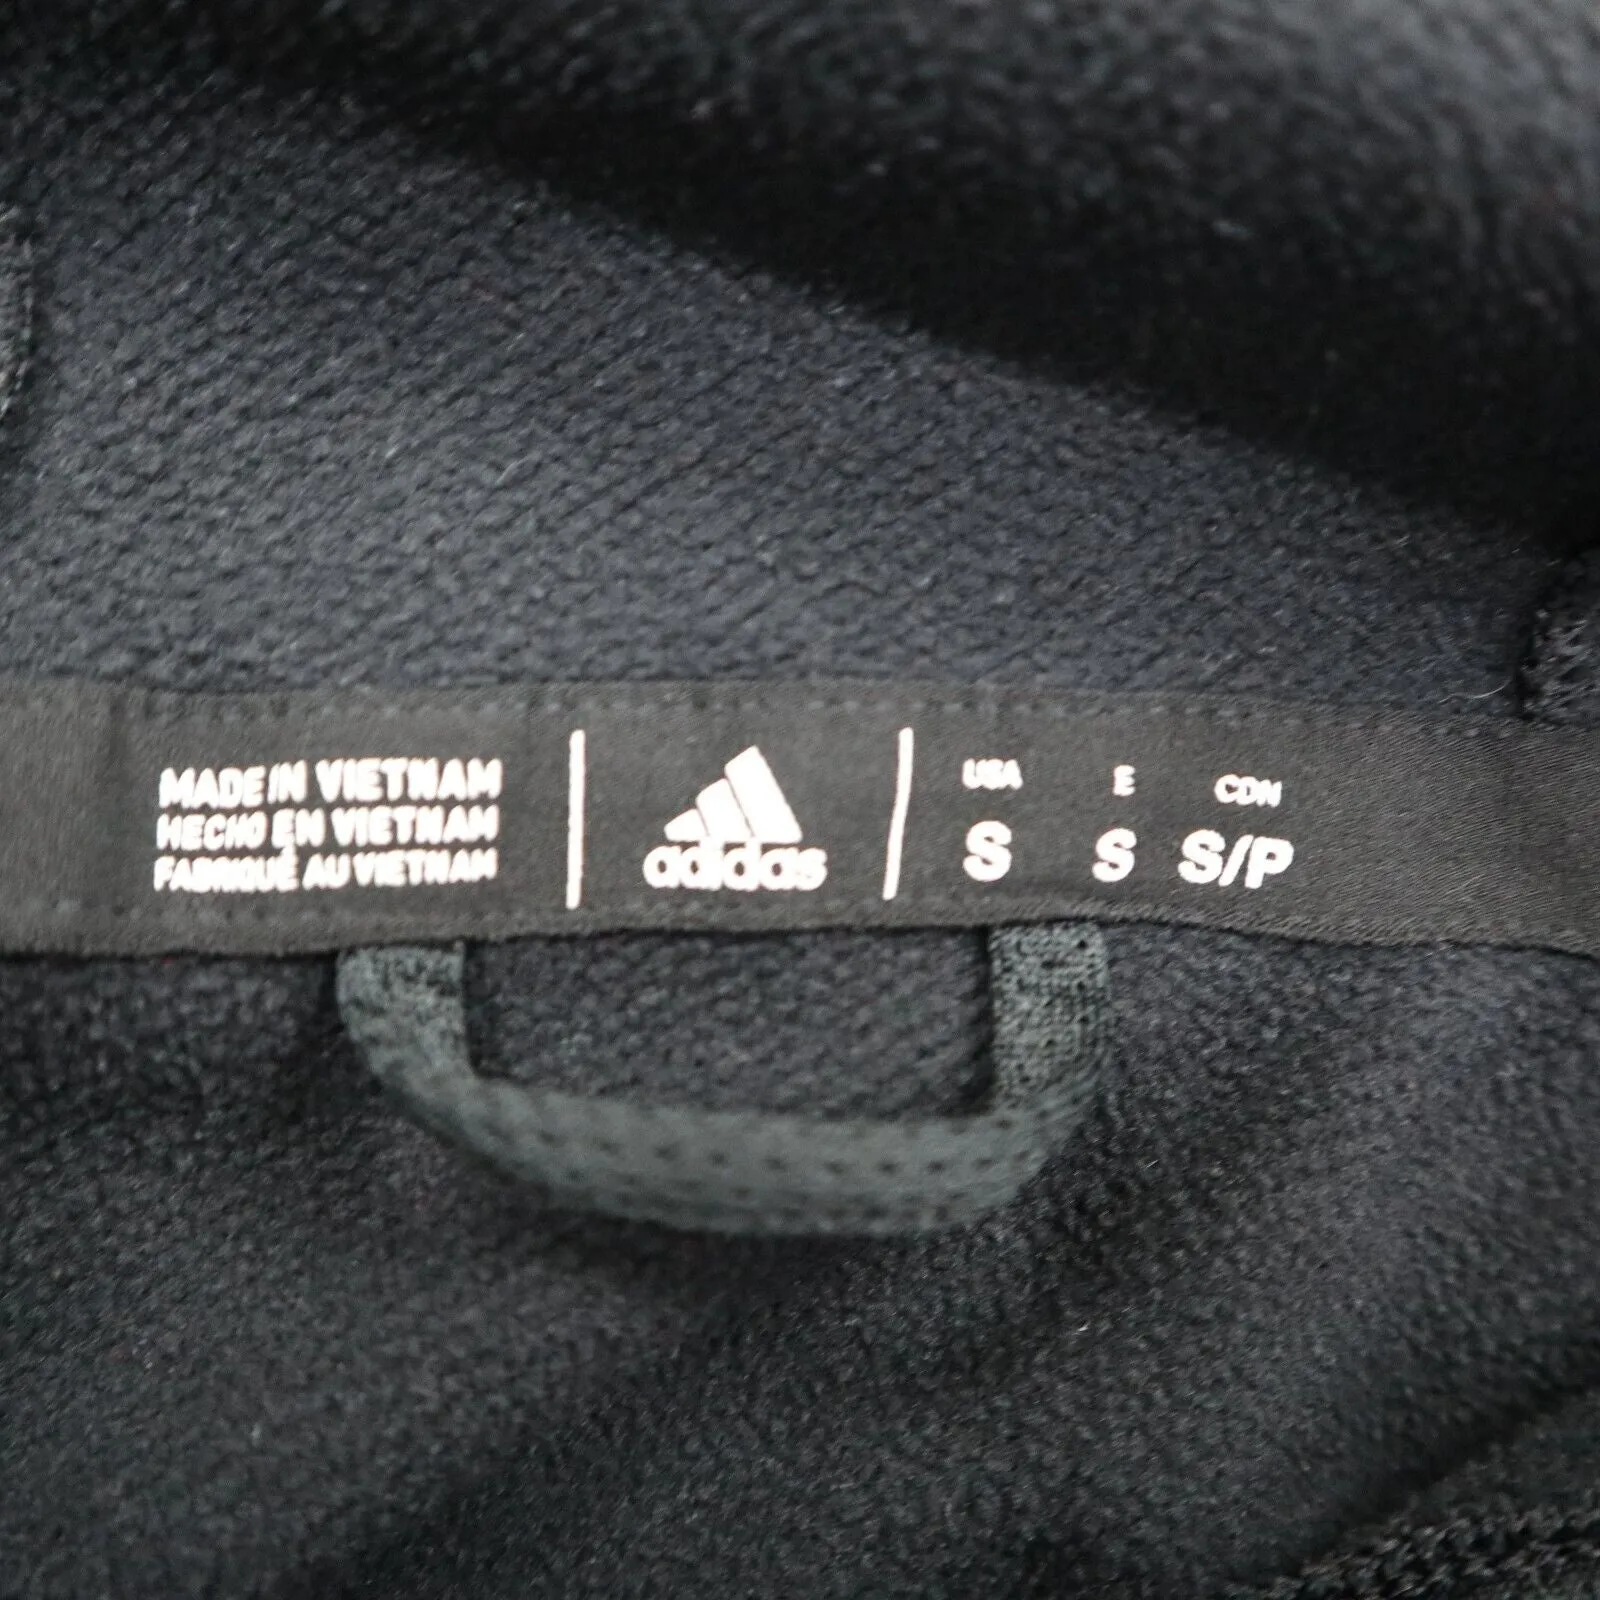 MADE IN VIETNAM
HECHO EN VIETNAM
FABRIQUÉ AU VIETNAM
adidas
USA E CDN
S S S/P